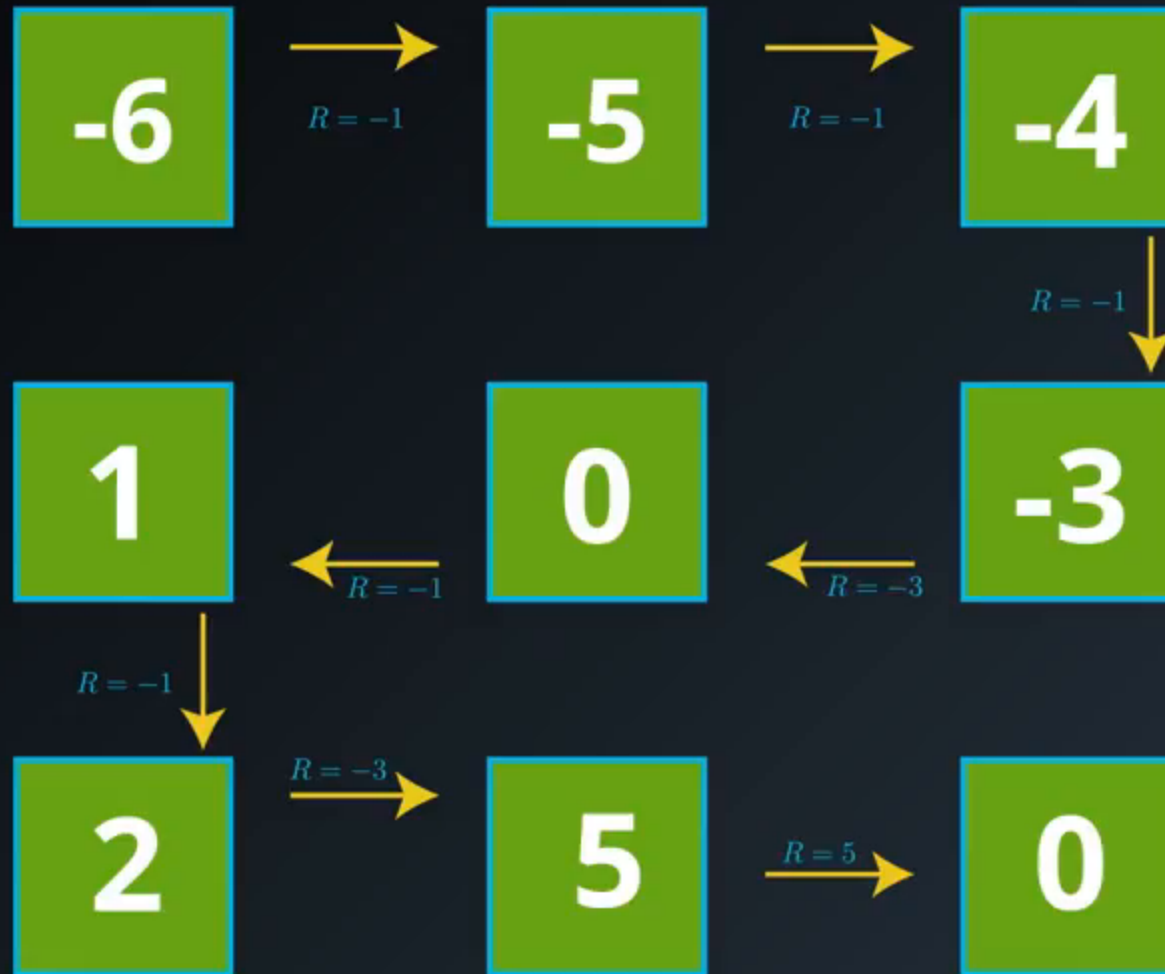 -6
R = −1
-5
R = −1
-4
R = −1
1
R = −1
0
R = −3
-3
R = −1
2
R = −3
5
R = 5
0